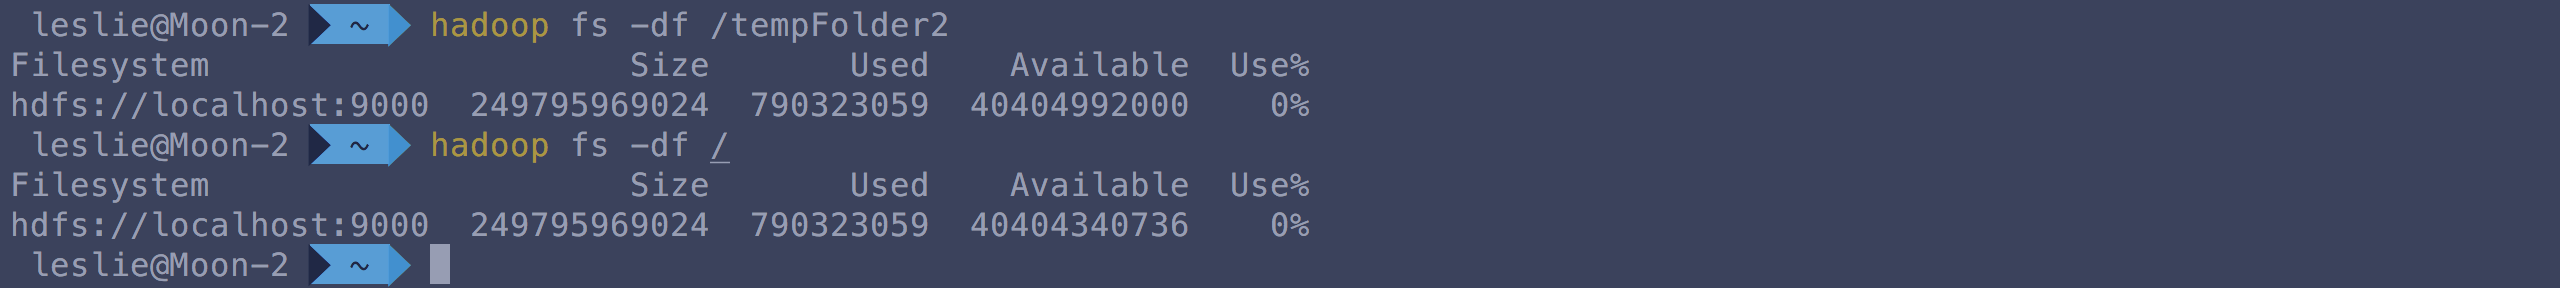 leslie@Moon-2 ~ hadoop fs -df /tempFolder2
Filesystem Size Used Available Use%
hdfs://localhost:9000 249795969024 790323059 40404992000 0%
leslie@Moon-2 ~ hadoop fs -df /
Filesystem Size Used Available Use%
hdfs://localhost:9000 249795969024 790323059 40404340736 0%
leslie@Moon-2 ~